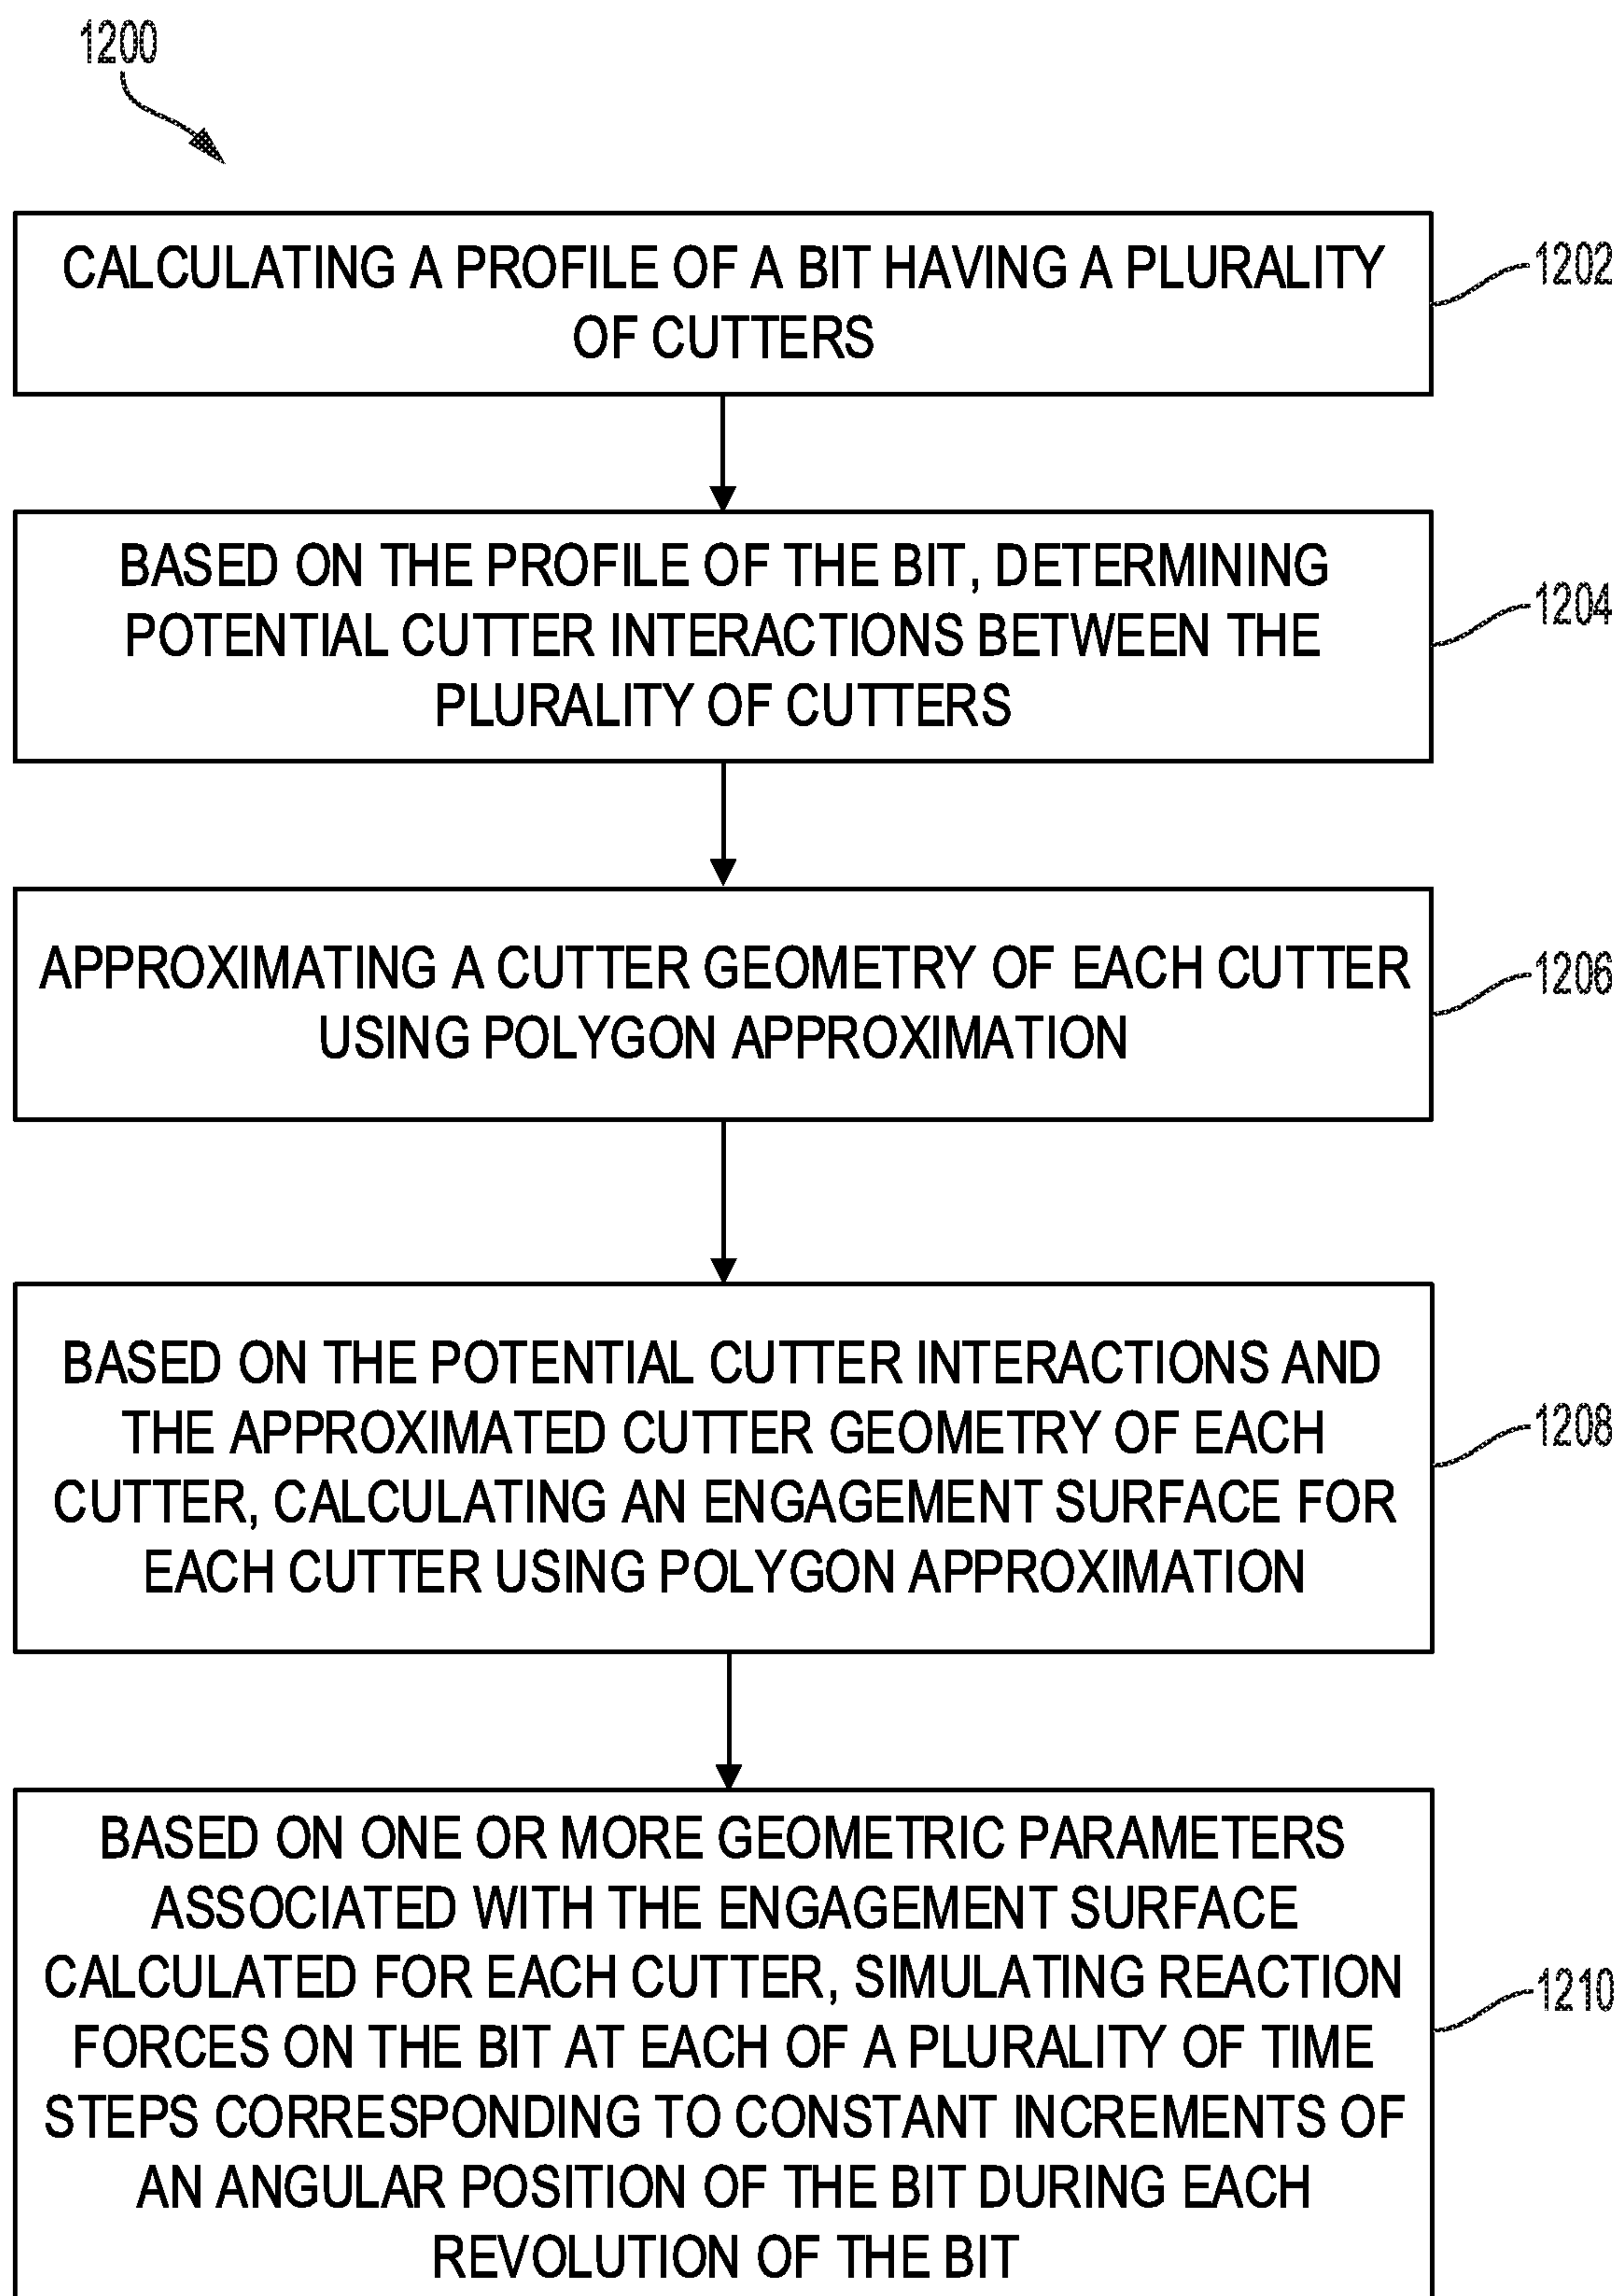 1200
CALCULATING A PROFILE OF A BIT HAVING A PLURALITY
OF CUTTERS
1202
BASED ON THE PROFILE OF THE BIT, DETERMINING
POTENTIAL CUTTER INTERACTIONS BETWEEN THE
PLURALITY OF CUTTERS
1204
APPROXIMATING A CUTTER GEOMETRY OF EACH CUTTER
USING POLYGON APPROXIMATION
1206
BASED ON THE POTENTIAL CUTTER INTERACTIONS AND
THE APPROXIMATED CUTTER GEOMETRY OF EACH
CUTTER, CALCULATING AN ENGAGEMENT SURFACE FOR
EACH CUTTER USING POLYGON APPROXIMATION
1208
BASED ON ONE OR MORE GEOMETRIC PARAMETERS
ASSOCIATED WITH THE ENGAGEMENT SURFACE
CALCULATED FOR EACH CUTTER, SIMULATING REACTION
FORCES ON THE BIT AT EACH OF A PLURALITY OF TIME
STEPS CORRESPONDING TO CONSTANT INCREMENTS OF
AN ANGULAR POSITION OF THE BIT DURING EACH
REVOLUTION OF THE BIT
1210